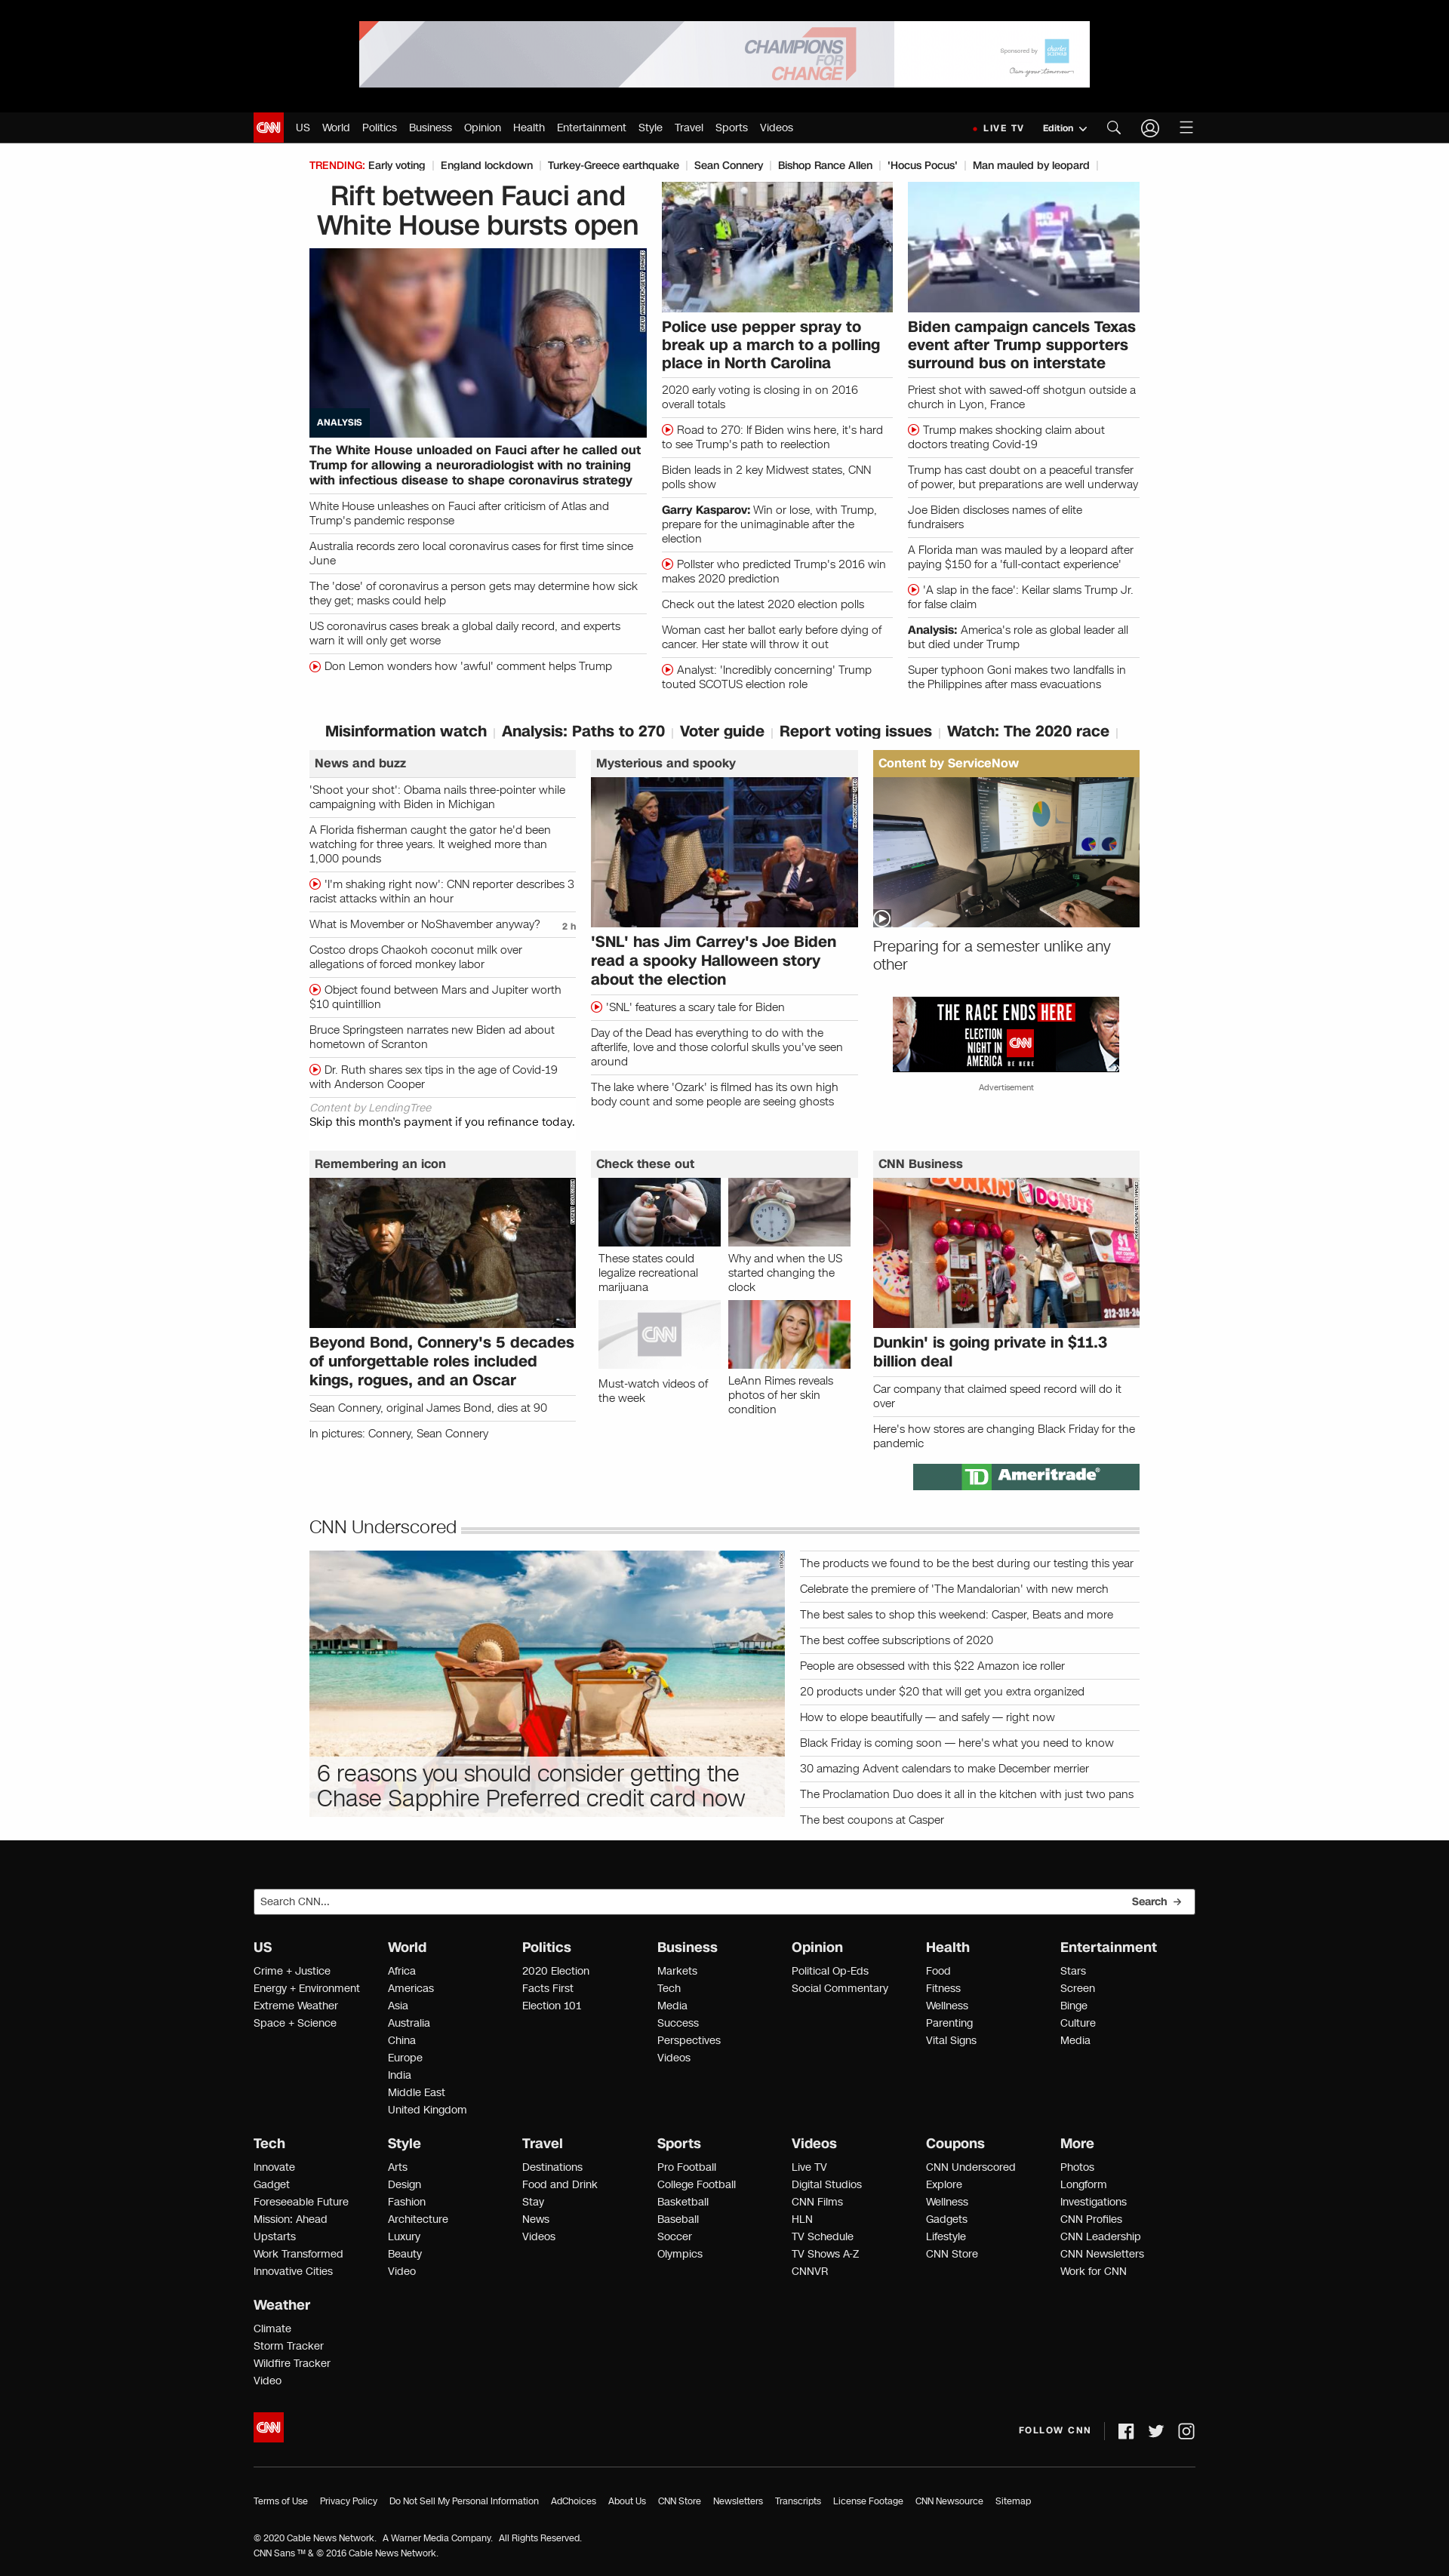 CHAMPIONS
FOR
CHANGE
Sponsored by
charles SCHWAB
Own your tomorrow.
CNN US World Politics Business Opinion Health Entertainment Style Travel Sports Videos LIVE TV Edition
TRENDING: Early voting | England lockdown | Turkey-Greece earthquake | Sean Connery | Bishop Rance Allen | 'Hocus Pocus' | Man mauled by leopard |
Rift between Fauci and
White House bursts open
ANALYSIS
The White House unloaded on Fauci after he called out
Trump for allowing a neuroradiologist with no training
with infectious disease to shape coronavirus strategy
White House unleashes on Fauci after criticism of Atlas and
Trump's pandemic response
Australia records zero local coronavirus cases for first time since
June
The 'dose' of coronavirus a person gets may determine how sick
they get; masks could help
US coronavirus cases break a global daily record, and experts
warn it will only get worse
Don Lemon wonders how 'awful' comment helps Trump
Police use pepper spray to
break up a march to a polling
place in North Carolina
2020 early voting is closing in on 2016
overall totals
Road to 270: If Biden wins here, it's hard
to see Trump's path to reelection
Biden leads in 2 key Midwest states, CNN
polls show
Garry Kasparov: Win or lose, with Trump,
prepare for the unimaginable after the
election
Pollster who predicted Trump's 2016 win
makes 2020 prediction
Check out the latest 2020 election polls
Woman cast her ballot early before dying of
cancer. Her state will throw it out
Analyst: 'Incredibly concerning' Trump
touted SCOTUS election role
Biden campaign cancels Texas
event after Trump supporters
surround bus on interstate
Priest shot with sawed-off shotgun outside a
church in Lyon, France
Trump makes shocking claim about
doctors treating Covid-19
Trump has cast doubt on a peaceful transfer
of power, but preparations are well underway
Joe Biden discloses names of elite
fundraisers
A Florida man was mauled by a leopard after
paying $150 for a 'full-contact experience'
'A slap in the face': Keilar slams Trump Jr.
for false claim
Analysis: America's role as global leader all
but died under Trump
Super typhoon Goni makes two landfalls in
the Philippines after mass evacuations
Misinformation watch | Analysis: Paths to 270 | Voter guide | Report voting issues | Watch: The 2020 race |
News and buzz
'Shoot your shot': Obama nails three-pointer while
campaigning with Biden in Michigan
A Florida fisherman caught the gator he'd been
watching for three years. It weighed more than
1,000 pounds
'I'm shaking right now': CNN reporter describes 3
racist attacks within an hour
What is Movember or NoShavember anyway? 2 h
Costco drops Chaokoh coconut milk over
allegations of forced monkey labor
Object found between Mars and Jupiter worth
$10 quintillion
Bruce Springsteen narrates new Biden ad about
hometown of Scranton
Dr. Ruth shares sex tips in the age of Covid-19
with Anderson Cooper
Content by LendingTree
Skip this month's payment if you refinance today.
Mysterious and spooky
'SNL' has Jim Carrey's Joe Biden
read a spooky Halloween story
about the election
'SNL' features a scary tale for Biden
Day of the Dead has everything to do with the
afterlife, love and those colorful skulls you've seen
around
The lake where 'Ozark' is filmed has its own high
body count and some people are seeing ghosts
Content by ServiceNow
Preparing for a semester unlike any
other
THE RACE ENDS HERE
ELECTION
NIGHT IN
AMERICA
CNN
BE HERE
Advertisement
Remembering an icon
Beyond Bond, Connery's 5 decades
of unforgettable roles included
kings, rogues, and an Oscar
Sean Connery, original James Bond, dies at 90
In pictures: Connery, Sean Connery
Check these out
These states could
legalize recreational
marijuana
Why and when the US
started changing the
clock
CNN
Must-watch videos of
the week
LeAnn Rimes reveals
photos of her skin
condition
CNN Business
DUNKIN' DONUTS
212-315-26
Dunkin' is going private in $11.3
billion deal
Car company that claimed speed record will do it
over
Here's how stores are changing Black Friday for the
pandemic
TD Ameritrade®
CNN Underscored
6 reasons you should consider getting the
Chase Sapphire Preferred credit card now
The products we found to be the best during our testing this year
Celebrate the premiere of 'The Mandalorian' with new merch
The best sales to shop this weekend: Casper, Beats and more
The best coffee subscriptions of 2020
People are obsessed with this $22 Amazon ice roller
20 products under $20 that will get you extra organized
How to elope beautifully — and safely — right now
Black Friday is coming soon — here's what you need to know
30 amazing Advent calendars to make December merrier
The Proclamation Duo does it all in the kitchen with just two pans
The best coupons at Casper
Search CNN... Search →
US
Crime + Justice
Energy + Environment
Extreme Weather
Space + Science
World
Africa
Americas
Asia
Australia
China
Europe
India
Middle East
United Kingdom
Politics
2020 Election
Facts First
Election 101
Business
Markets
Tech
Media
Success
Perspectives
Videos
Opinion
Political Op-Eds
Social Commentary
Health
Food
Fitness
Wellness
Parenting
Vital Signs
Entertainment
Stars
Screen
Binge
Culture
Media
Tech
Innovate
Gadget
Foreseeable Future
Mission: Ahead
Upstarts
Work Transformed
Innovative Cities
Style
Arts
Design
Fashion
Architecture
Luxury
Beauty
Video
Travel
Destinations
Food and Drink
Stay
News
Videos
Sports
Pro Football
College Football
Basketball
Baseball
Soccer
Olympics
Videos
Live TV
Digital Studios
CNN Films
HLN
TV Schedule
TV Shows A-Z
CNNVR
Coupons
CNN Underscored
Explore
Wellness
Gadgets
Lifestyle
CNN Store
More
Photos
Longform
Investigations
CNN Profiles
CNN Leadership
CNN Newsletters
Work for CNN
Weather
Climate
Storm Tracker
Wildfire Tracker
Video
CNN FOLLOW CNN
Terms of Use Privacy Policy Do Not Sell My Personal Information AdChoices About Us CNN Store Newsletters Transcripts License Footage CNN Newsource Sitemap
© 2020 Cable News Network. A Warner Media Company. All Rights Reserved.
CNN Sans ™ & © 2016 Cable News Network.